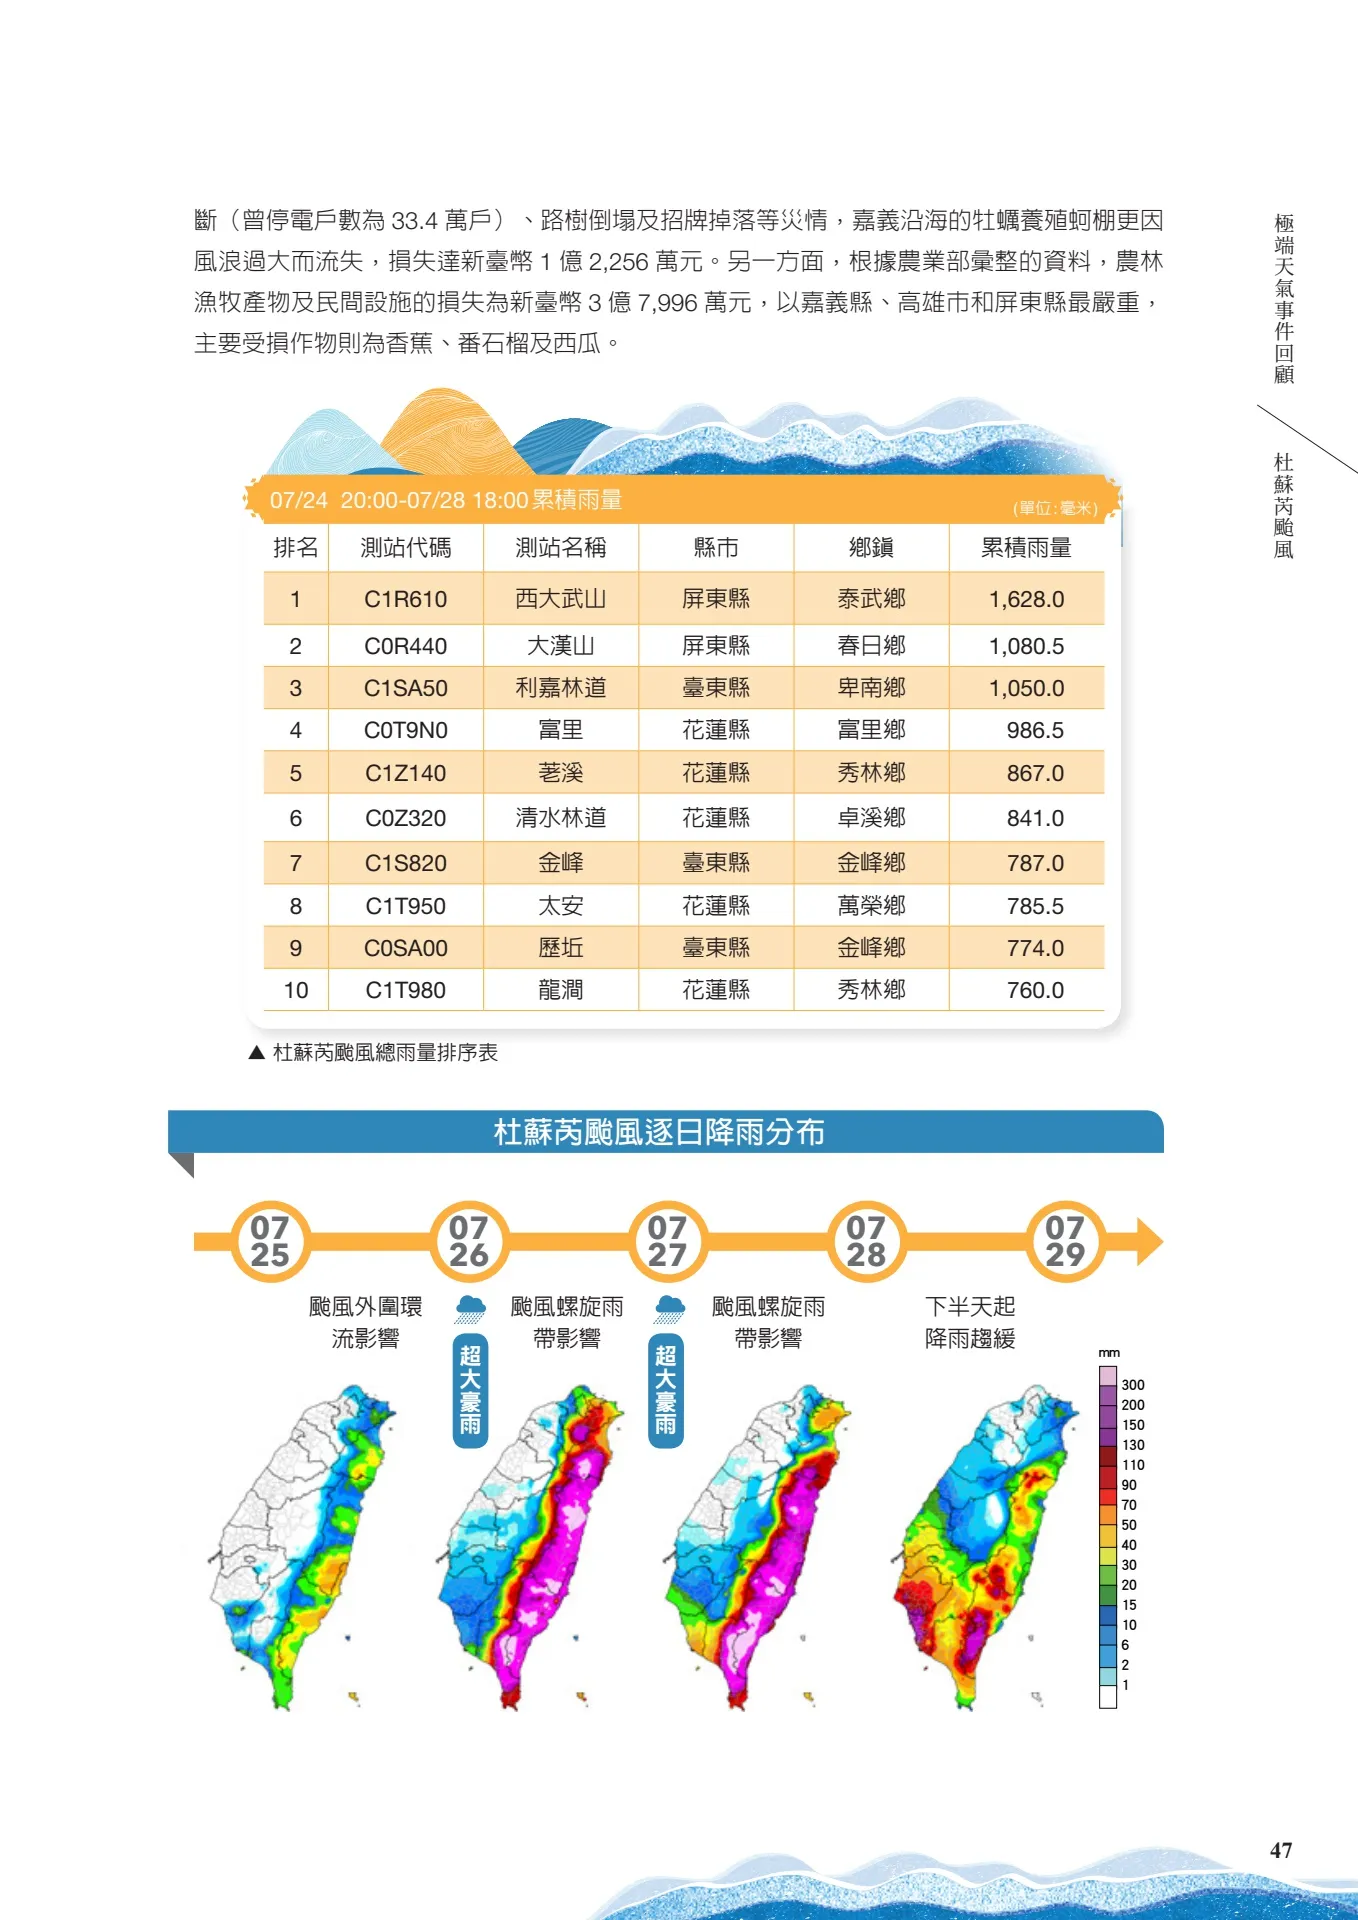 斷（曾停電戶數為 33.4 萬戶）、路樹倒塌及招牌掉落等災情，嘉義沿海的牡蠣養殖蚵棚更因
風浪過大而流失，損失達新臺幣 1 億 2,256 萬元。另一方面，根據農業部彙整的資料，農林
漁牧產物及民間設施的損失為新臺幣 3 億 7,996 萬元，以嘉義縣、高雄市和屏東縣最嚴重，
主要受損作物則為香蕉、番石榴及西瓜。
極端天氣事件回顧
杜蘇芮颱風
07/24 20:00-07/28 18:00累積雨量 (單位:毫米)
排名 測站代碼 測站名稱 縣市 鄉鎮 累積雨量
1 C1R610 西大武山 屏東縣 泰武鄉 1,628.0
2 C0R440 大漢山 屏東縣 春日鄉 1,080.5
3 C1SA50 利嘉林道 臺東縣 卑南鄉 1,050.0
4 C0T9N0 富里 花蓮縣 富里鄉 986.5
5 C1Z140 荖溪 花蓮縣 秀林鄉 867.0
6 C0Z320 清水林道 花蓮縣 卓溪鄉 841.0
7 C1S820 金峰 臺東縣 金峰鄉 787.0
8 C1T950 太安 花蓮縣 萬榮鄉 785.5
9 C0SA00 歷坵 臺東縣 金峰鄉 774.0
10 C1T980 龍澗 花蓮縣 秀林鄉 760.0
▲ 杜蘇芮颱風總雨量排序表
杜蘇芮颱風逐日降雨分布
07 07 07 07 07
25 26 27 28 29
颱風外圍環
流影響
超大豪雨
颱風螺旋雨
帶影響
超大豪雨
颱風螺旋雨
帶影響
下半天起
降雨趨緩
mm
300
200
150
130
110
90
70
50
40
30
20
15
10
6
2
1
47